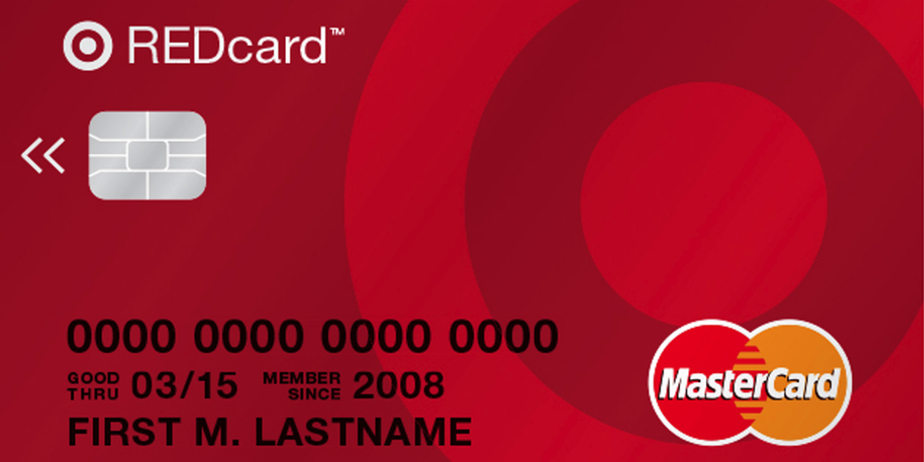 REDcard™
0000 0000 0000 0000
GOOD THRU 03/15 MEMBER SINCE 2008
FIRST M. LASTNAME
MasterCard